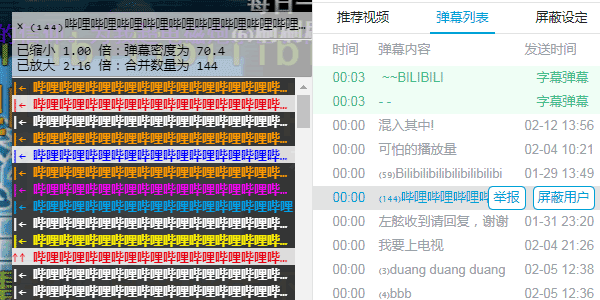 × ₍₁₄₄₎哔哩哔哩哔哩哔哩哔哩哔哩哔哩哔哩哔…
已缩小 1.00 倍：弹幕密度为 70.4
已放大 2.16 倍：合并数量为 144
|← 哔哩哔哩哔哩哔哩哔哩哔哩哔哩哔哩哔…
|← 哔哩哔哩哔哩哔哩哔哩哔哩哔哩哔哩哔…
|← 哔哩哔哩哔哩哔哩哔哩哔哩哔哩哔哩哔…
|← 哔哩哔哩哔哩哔哩哔哩哔哩哔哩哔哩哔…
|← 哔哩哔哩哔哩哔哩哔哩哔哩哔哩哔哩哔…
|← 哔哩哔哩哔哩哔哩哔哩哔哩哔哩哔哩哔…
|← 哔哩哔哩哔哩哔哩哔哩哔哩哔哩哔哩哔…
|← 哔哩哔哩哔哩哔哩哔哩哔哩哔哩哔哩
|← 哔哩哔哩哔哩哔哩哔哩哔哩哔哩哔哩哔…
|← 哔哩哔哩哔哩哔哩哔哩哔哩哔哩哔哩哔…
↑↑ 哔哩哔哩哔哩哔哩哔哩哔哩哔哩哔哩哔…
|← 哔哩哔哩哔哩哔哩哔哩哔哩哔哩哔哩哔…
|← 哔哩哔哩哔哩哔哩哔哩哔哩哔哩哔哩哔…
推荐视频 弹幕列表 屏蔽设定
时间 弹幕内容 发送时间
00:03 ~~BILIBILI 字幕弹幕
00:03 - - 字幕弹幕
00:00 混入其中! 02-12 13:56
00:00 可怕的播放量 02-04 10:21
00:00 ₍₅₉₎Bilibilibilibilibilibili 01-29 13:49
00:00 ₍₁₄₄₎哔哩哔哩哔哩哔 举报 屏蔽用户
00:00 左舷收到请回复，谢谢 01-31 23:20
00:00 我要上电视 02-04 21:26
00:00 ₍₃₎duang duang duang 02-05 12:38
00:00 ₍₄₎bbb 02-05 12:36